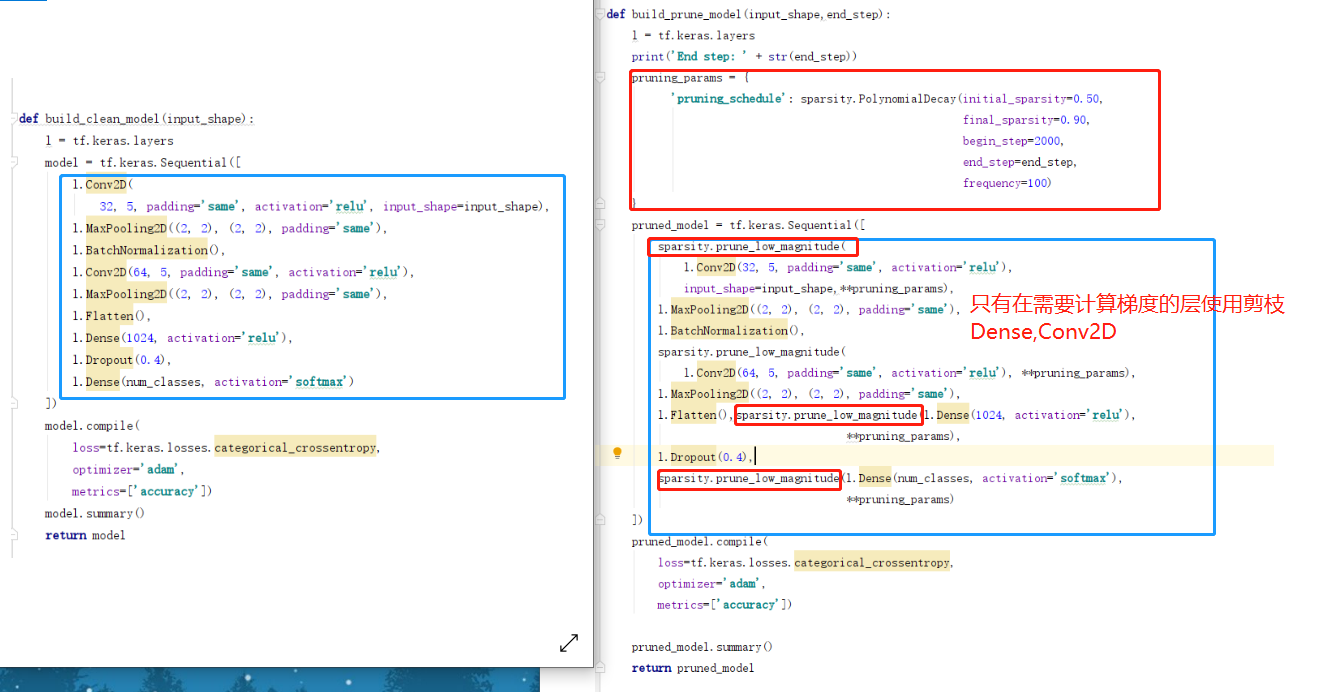 def build_clean_model(input_shape):
l = tf.keras.layers
model = tf.keras.Sequential([
l.Conv2D(
32, 5, padding='same', activation='relu', input_shape=input_shape),
l.MaxPooling2D((2, 2), (2, 2), padding='same'),
l.BatchNormalization(),
l.Conv2D(64, 5, padding='same', activation='relu'),
l.MaxPooling2D((2, 2), (2, 2), padding='same'),
l.Flatten(),
l.Dense(1024, activation='relu'),
l.Dropout(0.4),
l.Dense(num_classes, activation='softmax')
])
model.compile(
loss=tf.keras.losses.categorical_crossentropy,
optimizer='adam',
metrics=['accuracy'])
model.summary()
return model
def build_prune_model(input_shape,end_step):
l = tf.keras.layers
print('End step: ' + str(end_step))
pruning_params = {
'pruning_schedule': sparsity.PolynomialDecay(initial_sparsity=0.50,
final_sparsity=0.90,
begin_step=2000,
end_step=end_step,
frequency=100)
}
pruned_model = tf.keras.Sequential([
sparsity.prune_low_magnitude(
l.Conv2D(32, 5, padding='same', activation='relu'),
input_shape=input_shape,**pruning_params),
l.MaxPooling2D((2, 2), (2, 2), padding='same'),
l.BatchNormalization(),
sparsity.prune_low_magnitude(
l.Conv2D(64, 5, padding='same', activation='relu'), **pruning_params),
l.MaxPooling2D((2, 2), (2, 2), padding='same'),
l.Flatten(),sparsity.prune_low_magnitude(l.Dense(1024, activation='relu'),
**pruning_params),
l.Dropout(0.4),
sparsity.prune_low_magnitude(l.Dense(num_classes, activation='softmax'),
**pruning_params)
])
pruned_model.compile(
loss=tf.keras.losses.categorical_crossentropy,
optimizer='adam',
metrics=['accuracy'])
pruned_model.summary()
return pruned_model
只有在需要计算梯度的层使用剪枝
Dense,Conv2D